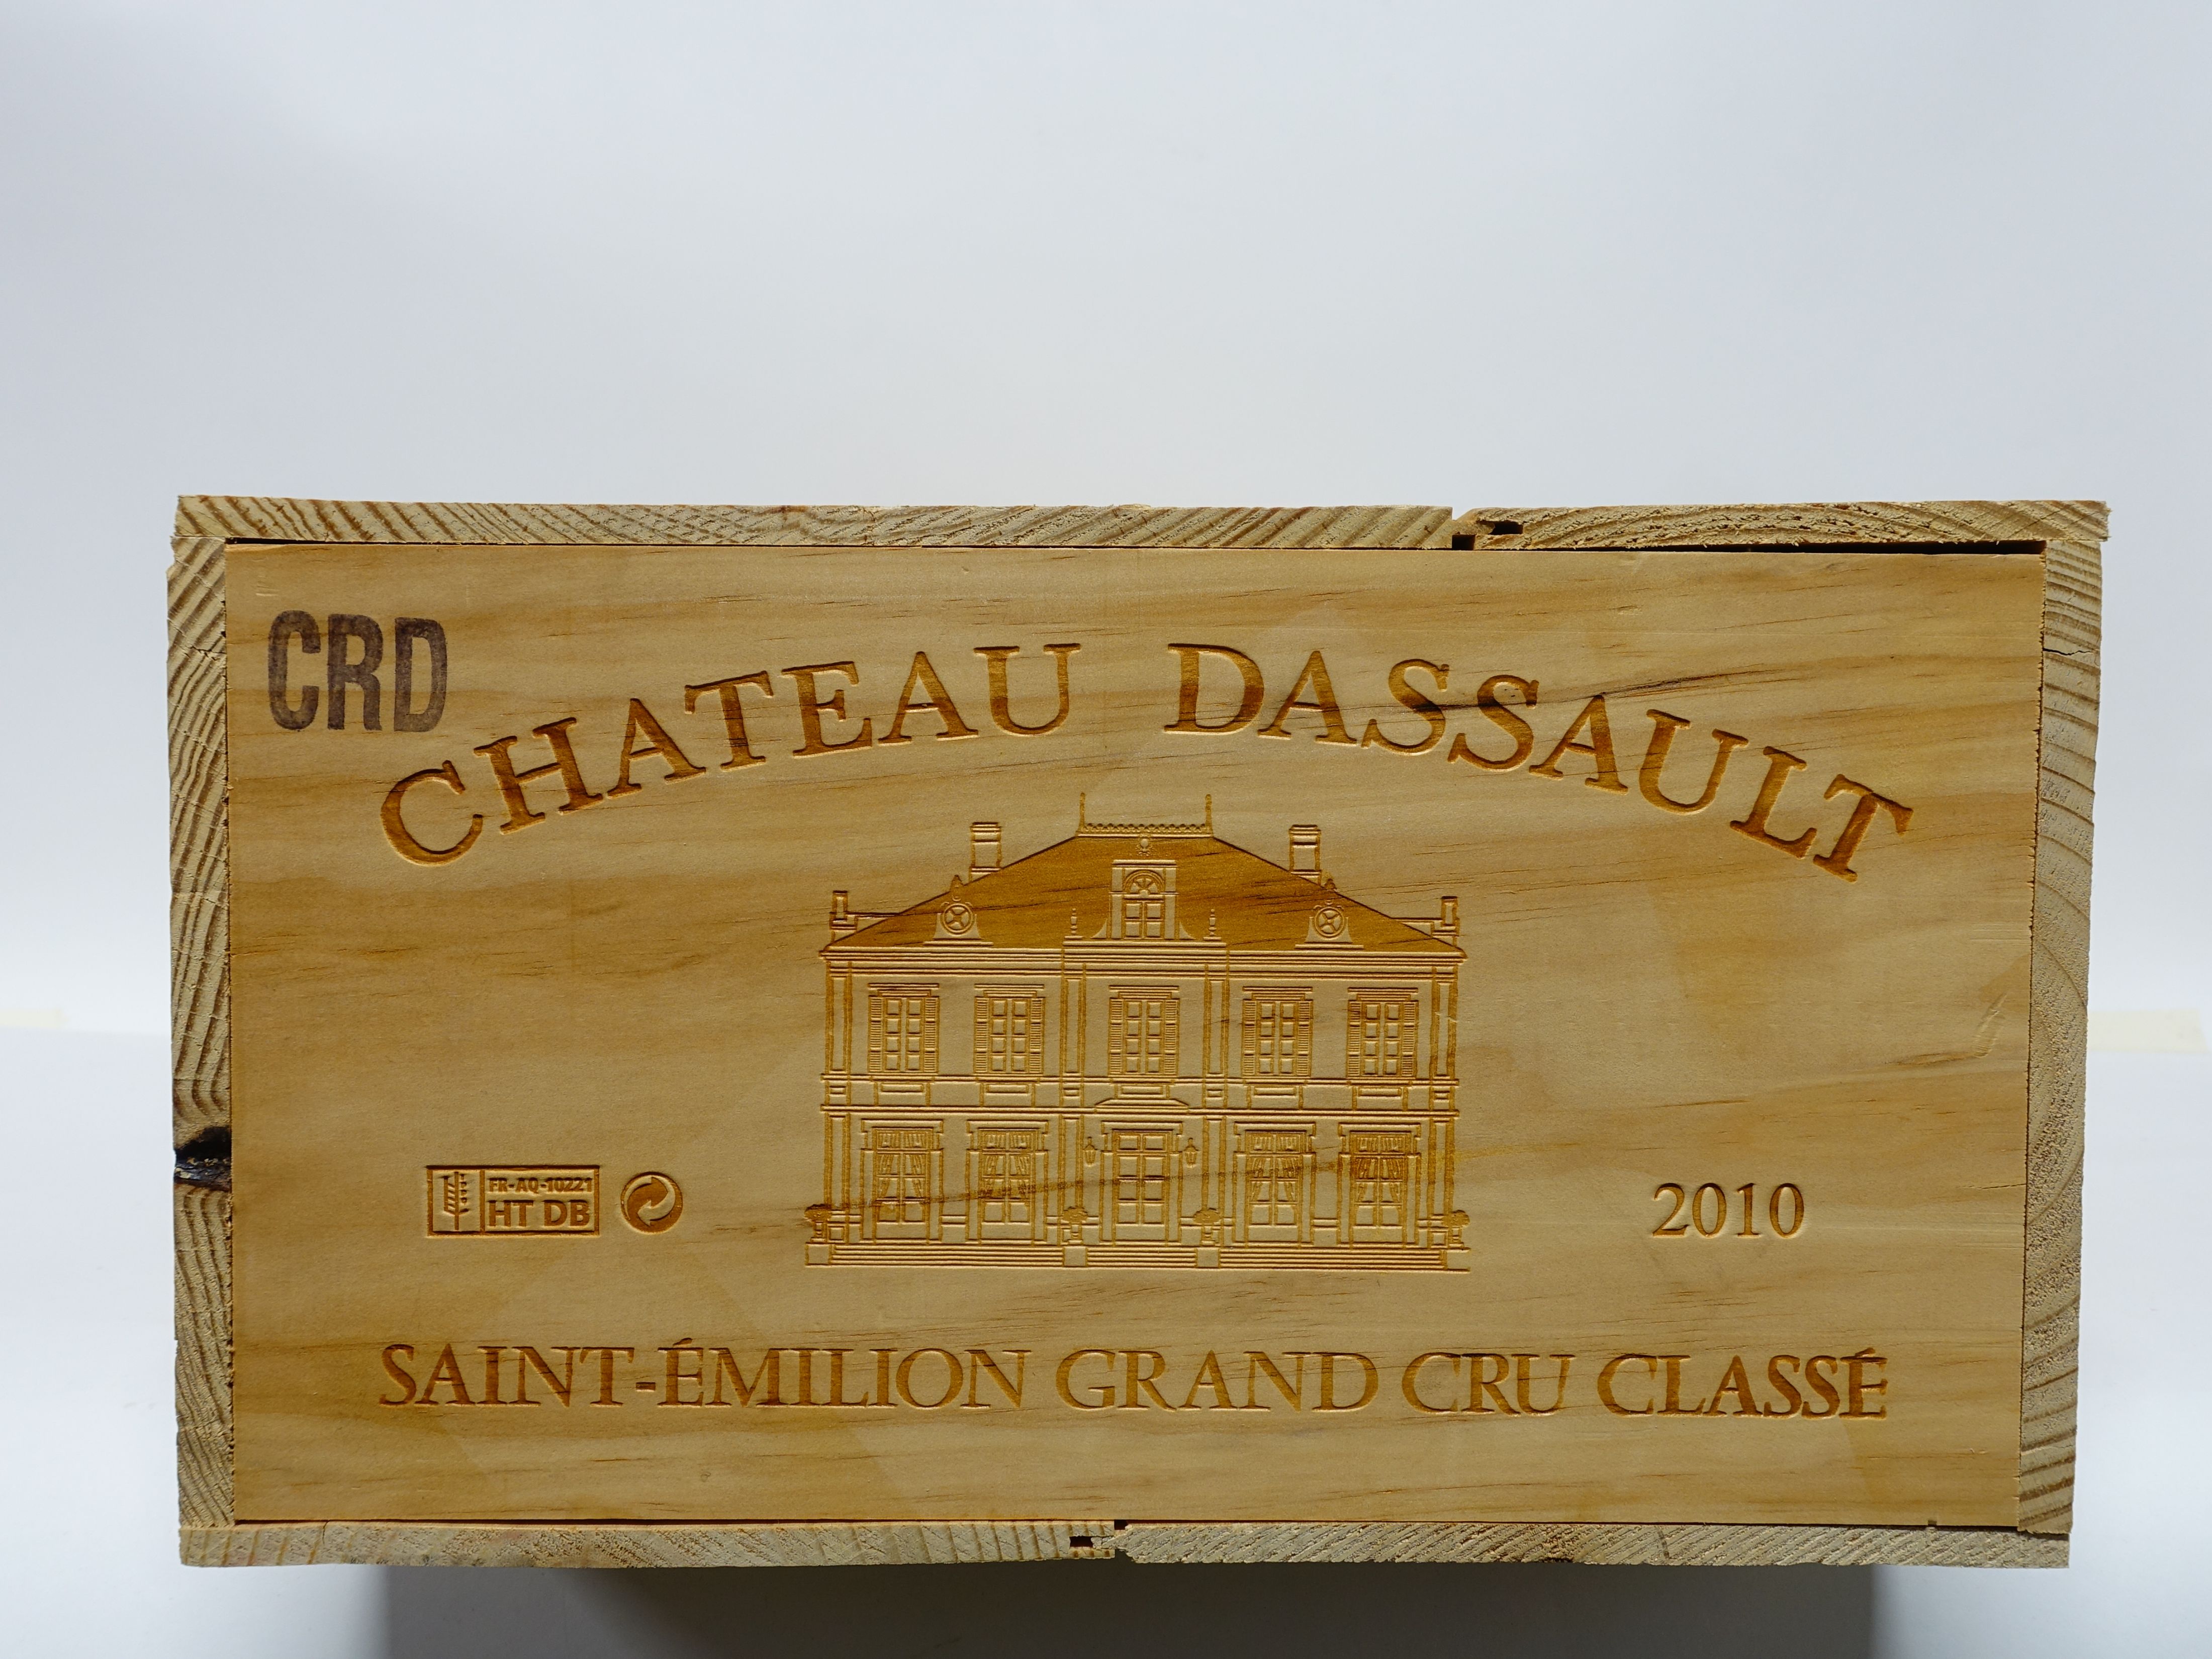 CRD
CHATEAU DASSAULT
FR-AQ-10221
HT DB
2010
SAINT-ÉMILION GRAND CRU CLASSÉ